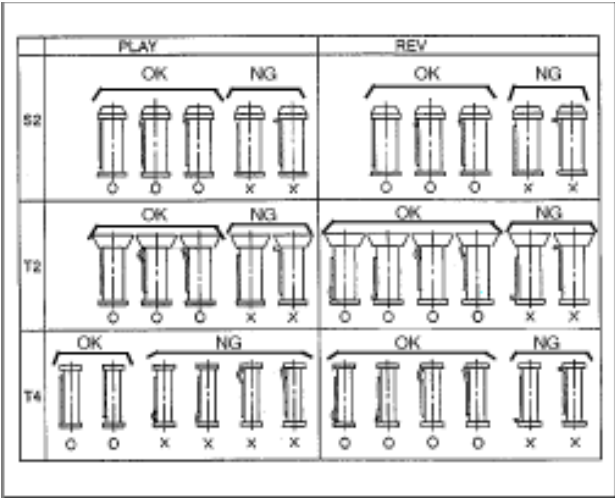 PLAY REV
OK NG OK NG
S2
O O O X X O O O X X
OK NG OK NG
T2
O O O X X O O O O X X
OK NG OK NG
T4
O O X X X X O O O O X X